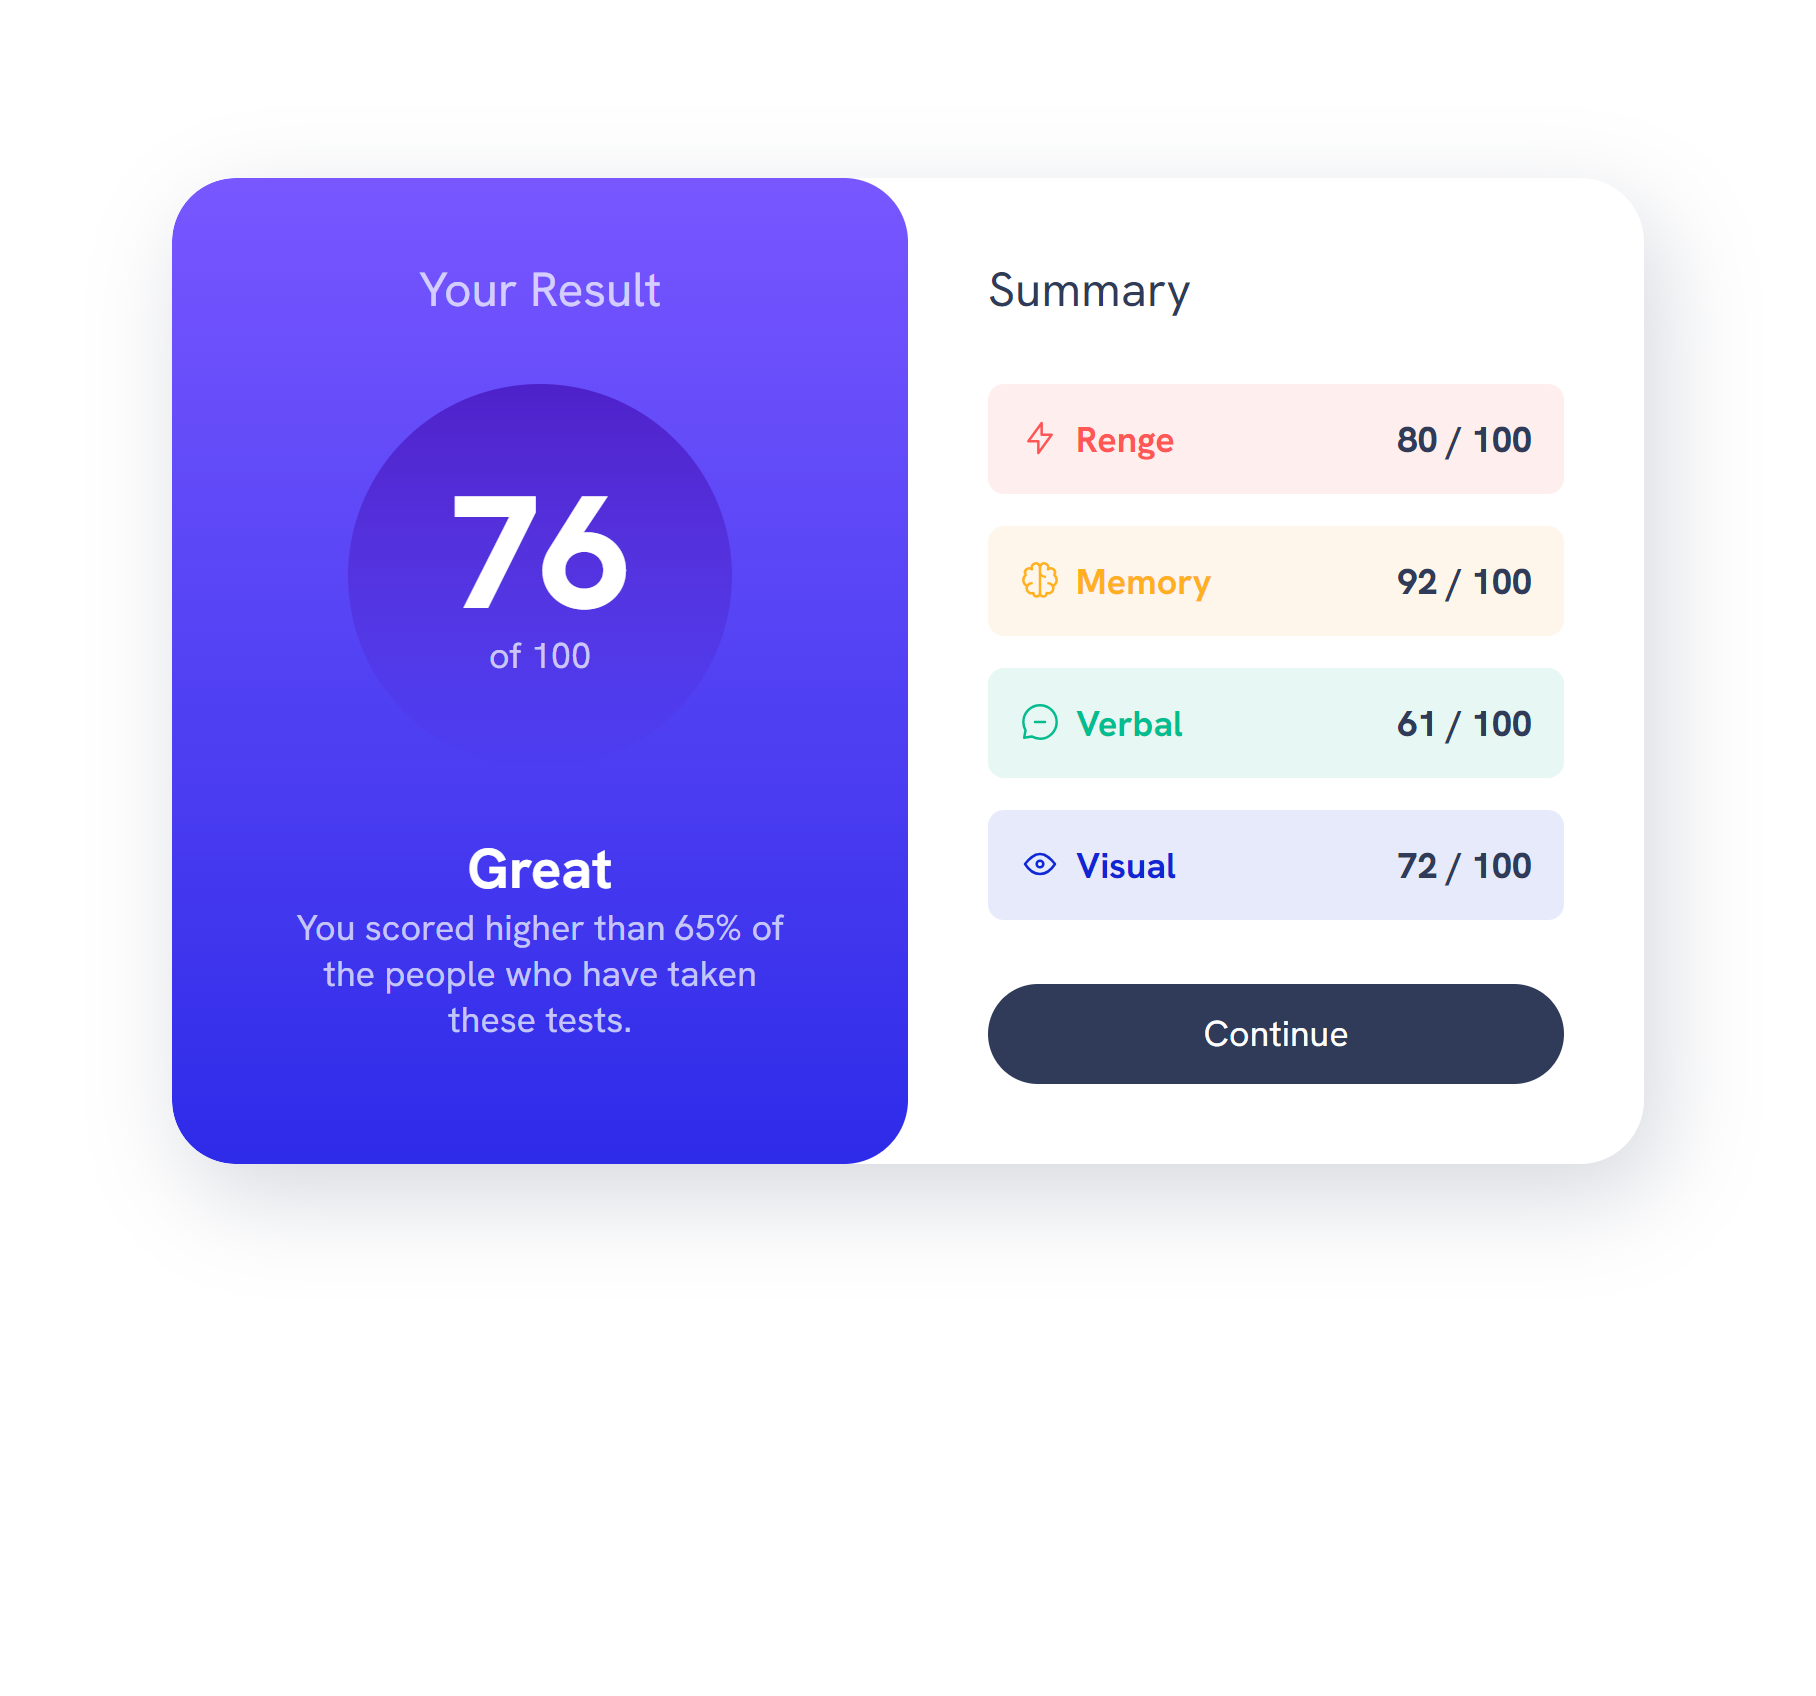 Your Result
76
of 100
Great
You scored higher than 65% of
the people who have taken
these tests.
Summary
Renge 80 / 100
Memory 92 / 100
Verbal 61 / 100
Visual 72 / 100
Continue